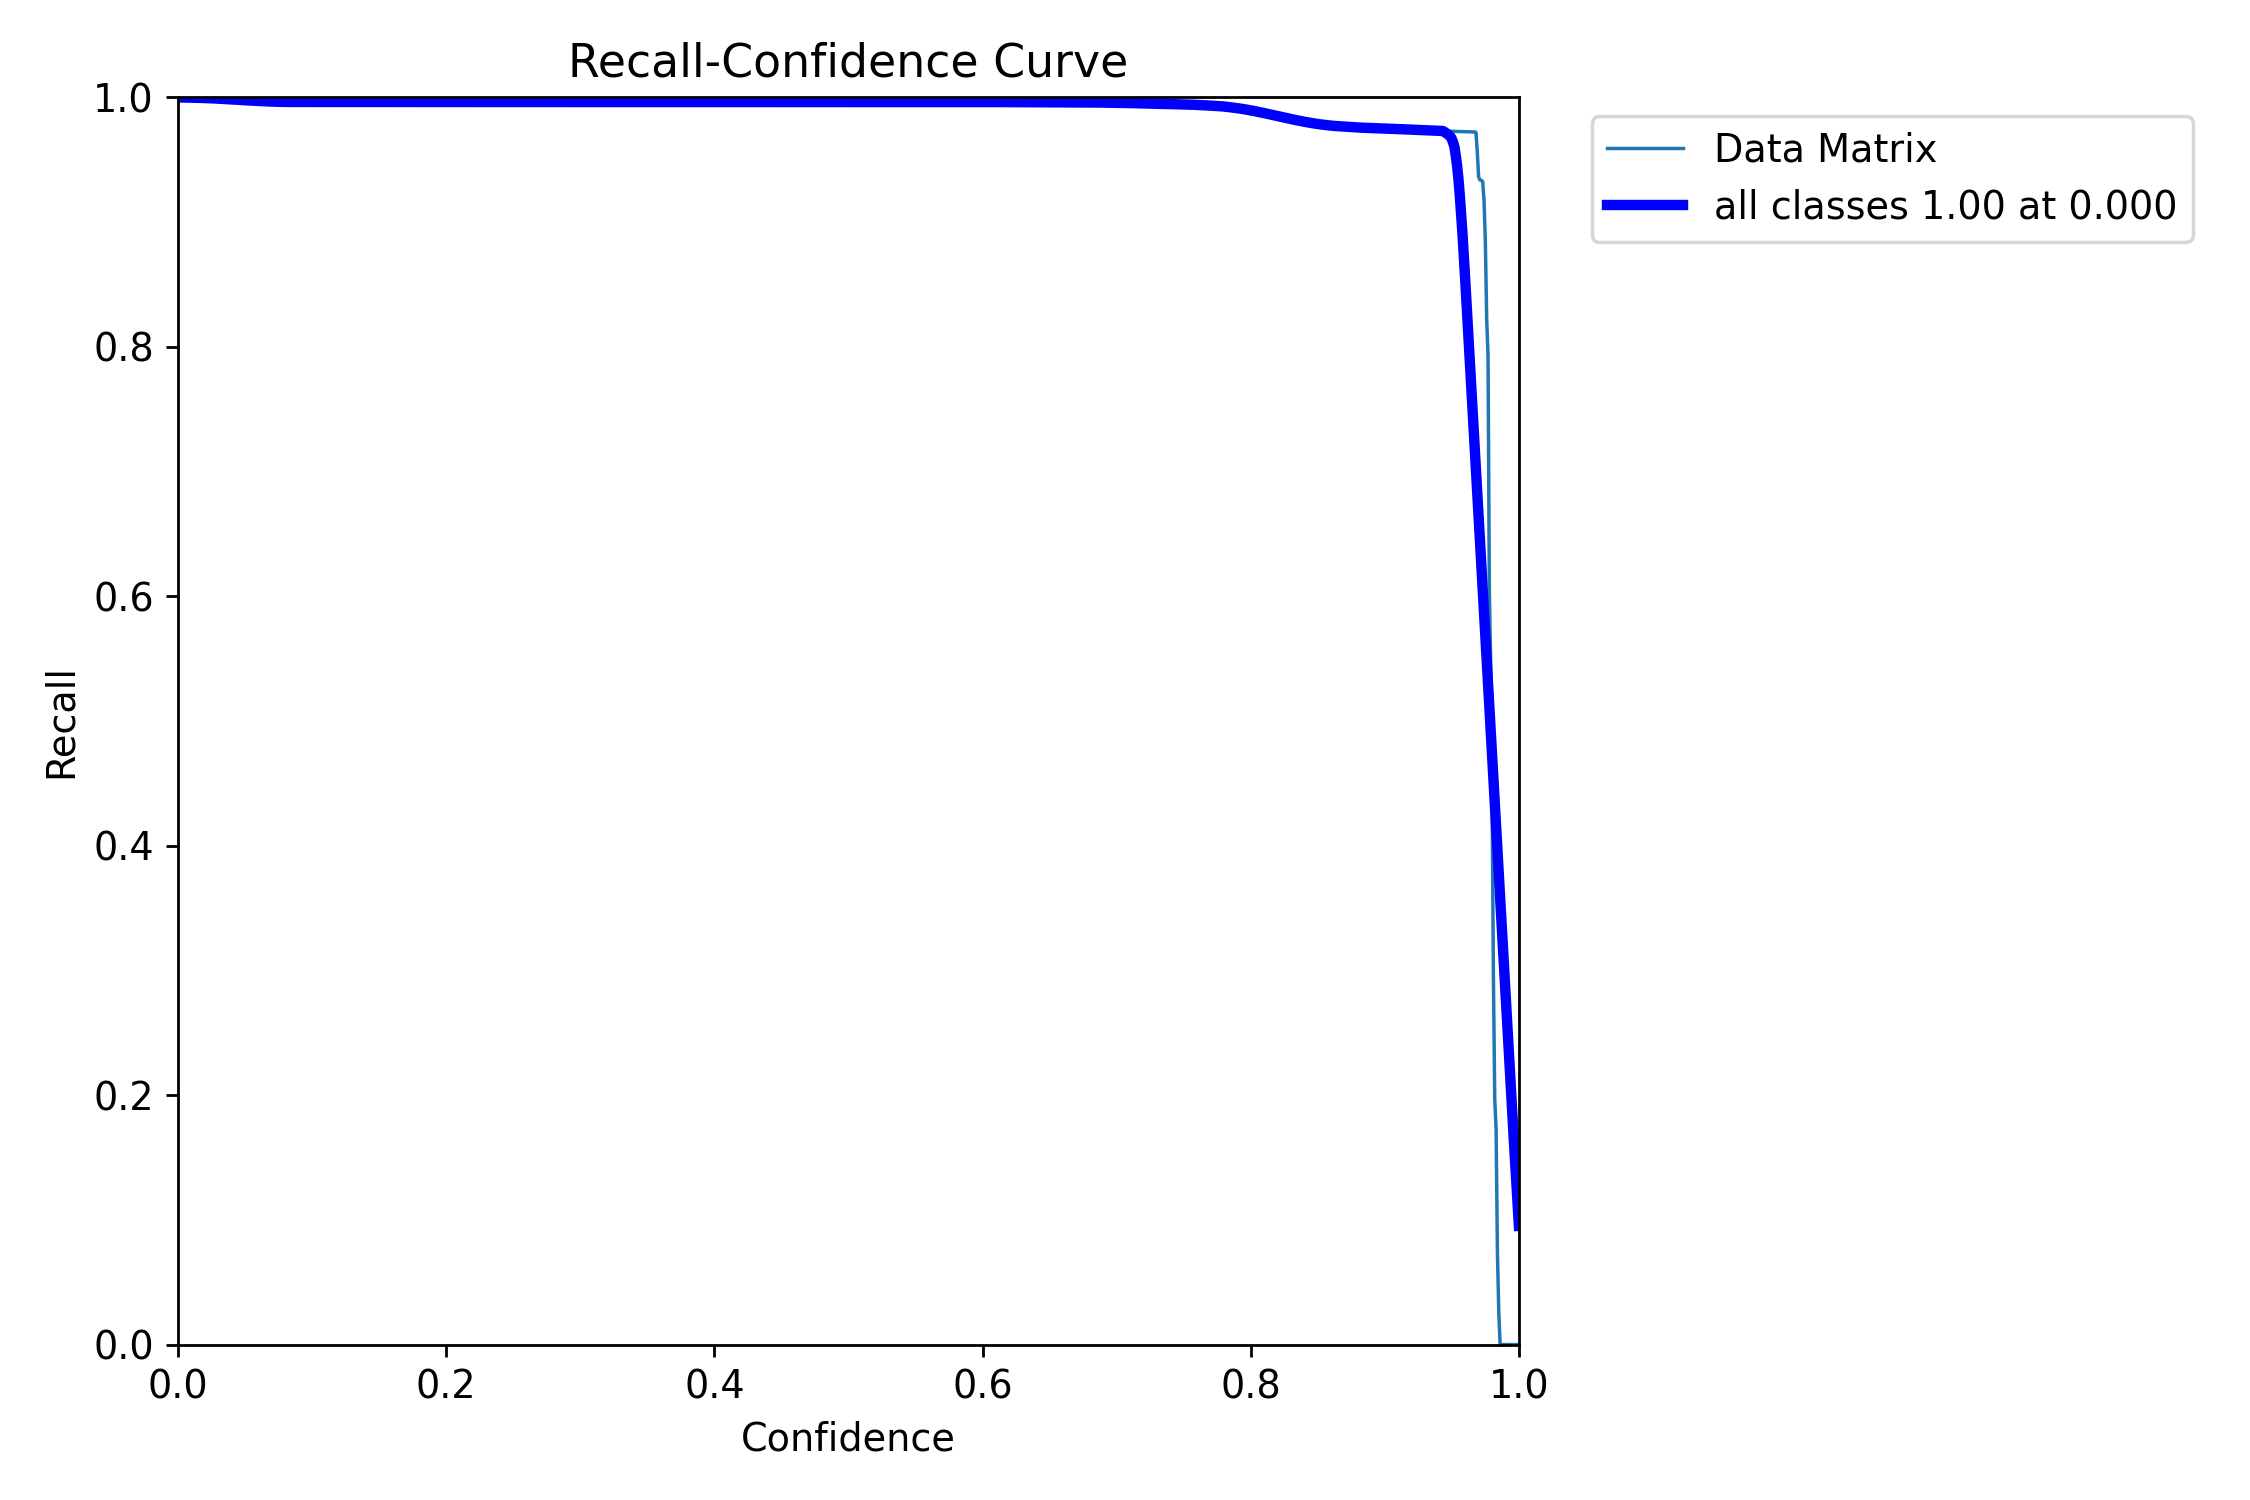 Recall-Confidence Curve
1.0
0.8
0.6
0.4
0.2
0.0
Recall
0.0 0.2 0.4 0.6 0.8 1.0
Confidence
Data Matrix
all classes 1.00 at 0.000